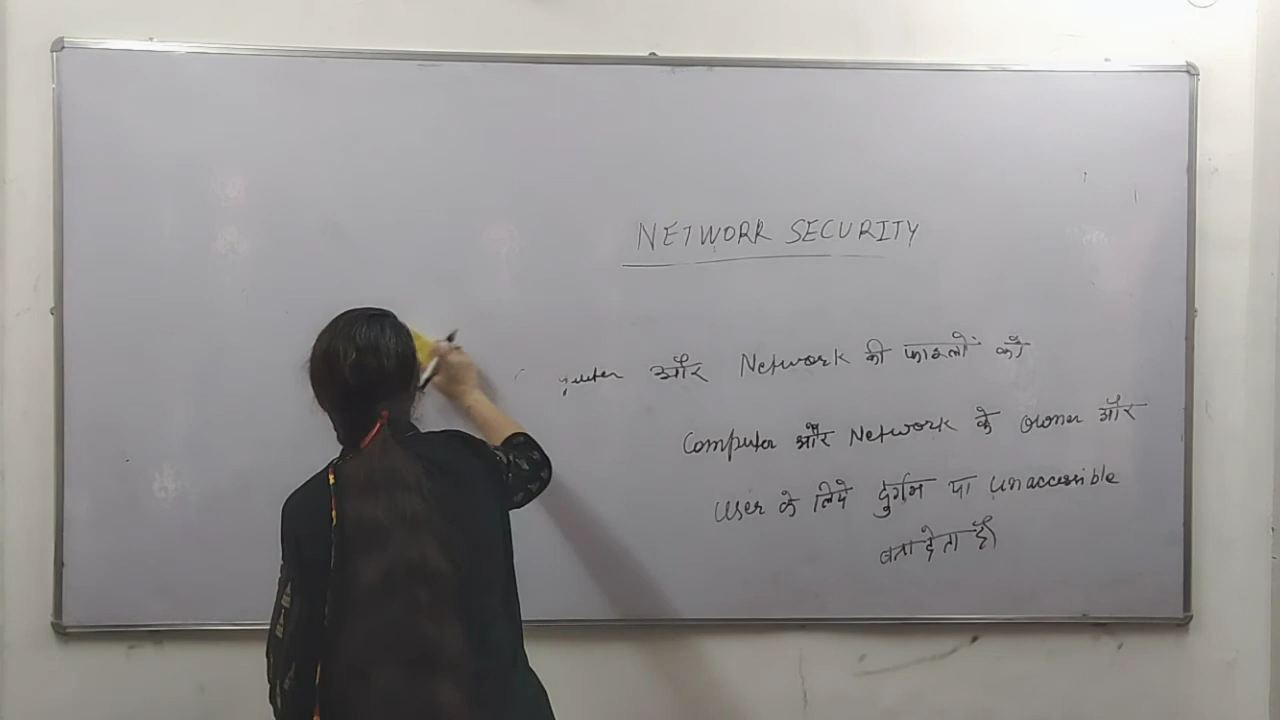 NETWORK SECURITY
और Network की फाइलों को
Computer और Network के owner और
User के लिये दुर्गम या unaccessible
बना देता है।